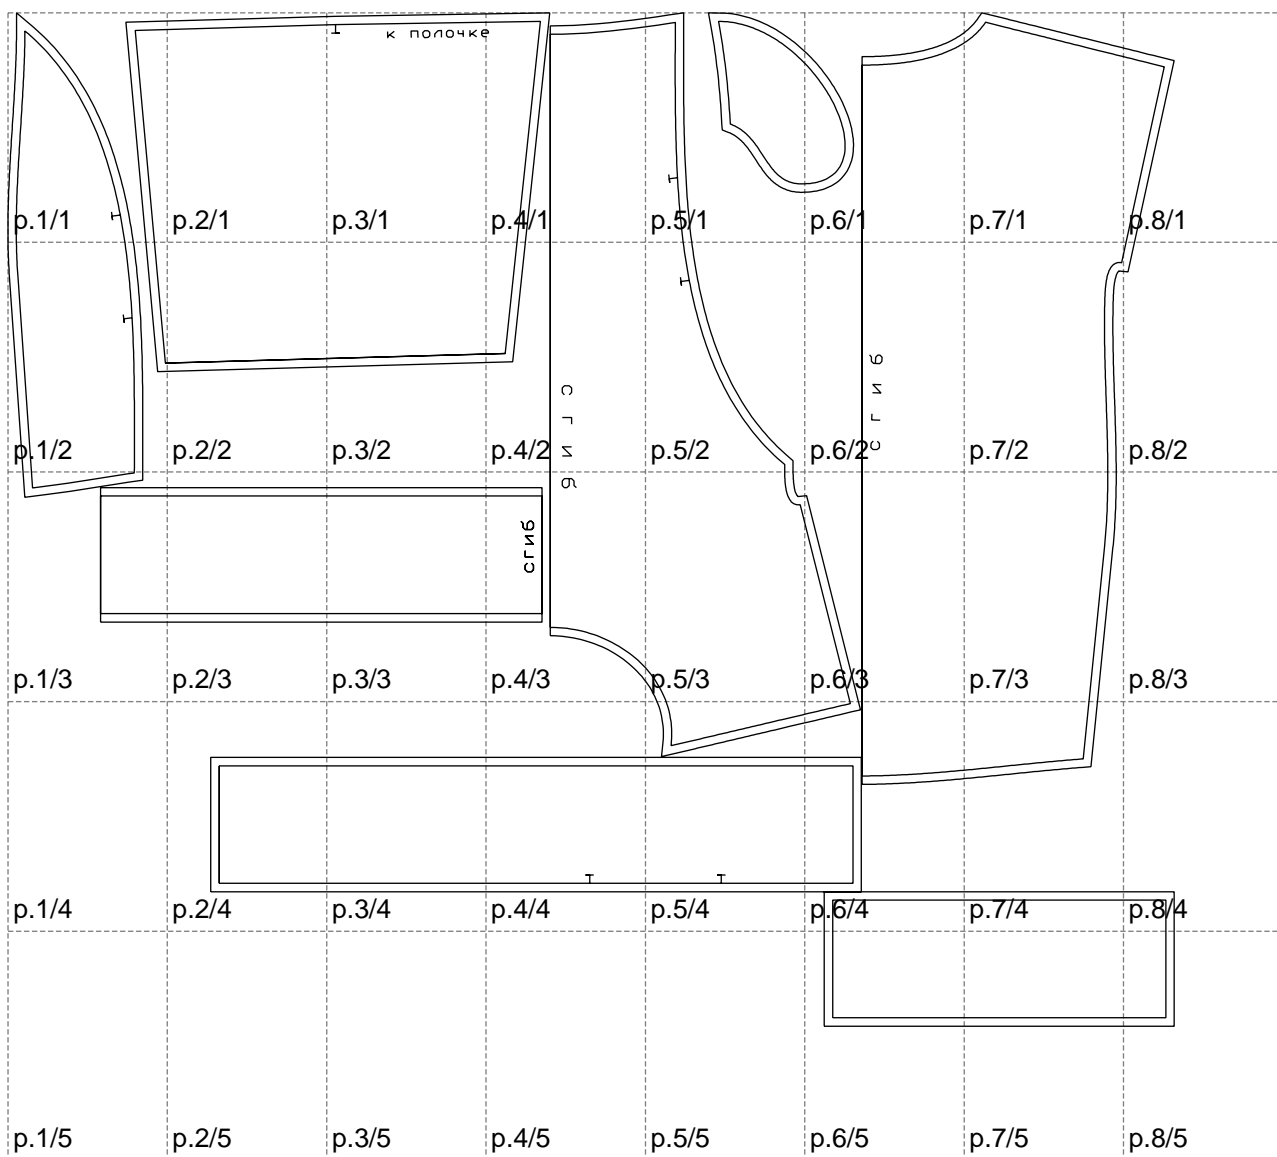 к полочке
p.1/1 p.2/1 p.3/1 p.4/1 p.5/1 p.6/1 p.7/1 p.8/1
сгиб
сгиб
p.1/2 p.2/2 p.3/2 p.4/2 p.5/2 p.6/2 p.7/2 p.8/2
сгиб
p.1/3 p.2/3 p.3/3 p.4/3 p.5/3 p.6/3 p.7/3 p.8/3
p.1/4 p.2/4 p.3/4 p.4/4 p.5/4 p.6/4 p.7/4 p.8/4
p.1/5 p.2/5 p.3/5 p.4/5 p.5/5 p.6/5 p.7/5 p.8/5